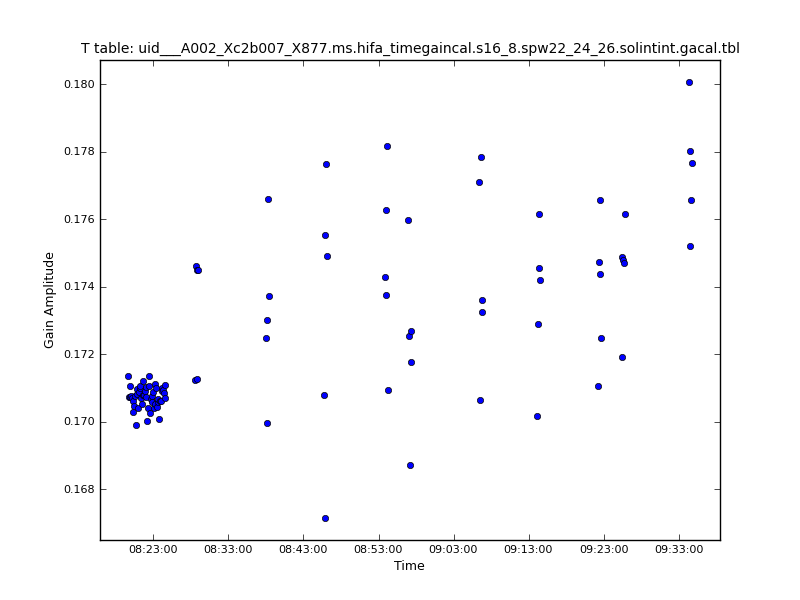 T table: uid___A002_Xc2b007_X877.ms.hifa_timegaincal.s16_8.spw22_24_26.solintint.gacal.tbl
0.180
0.178
0.176
0.174
0.172
0.170
0.168
Gain Amplitude
08:23:00 08:33:00 08:43:00 08:53:00 09:03:00 09:13:00 09:23:00 09:33:00
Time